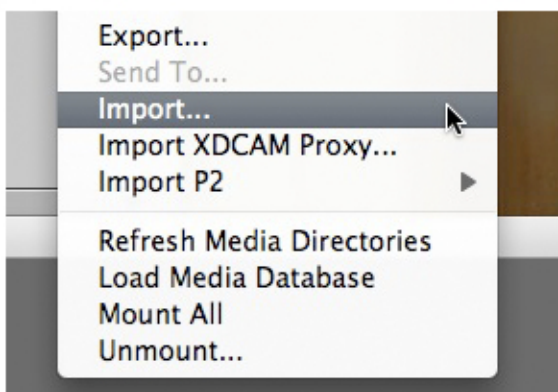 Export...
Send To...
Import...
Import XDCAM Proxy...
Import P2
Refresh Media Directories
Load Media Database
Mount All
Unmount...